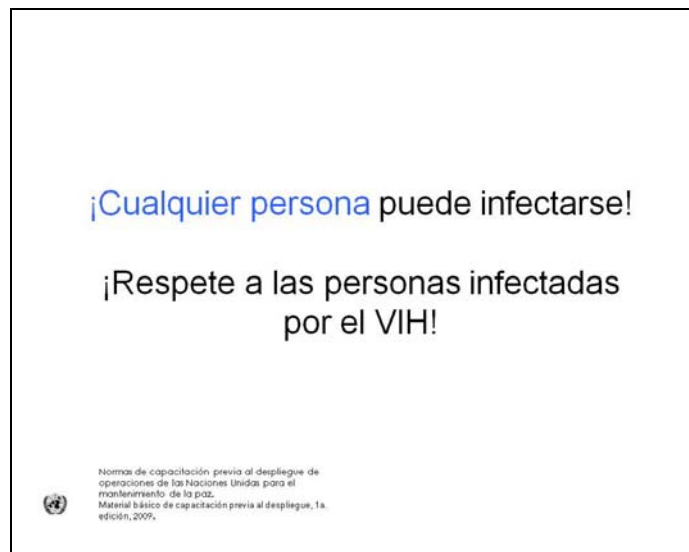 ¡Cualquier persona puede infectarse!
¡Respete a las personas infectadas
por el VIH!
Normas de capacitación previa al despliegue de
operaciones de las Naciones Unidas para el
mantenimiento de la paz.
Material básico de capacitación previa al despliegue, 1a.
edición, 2009.